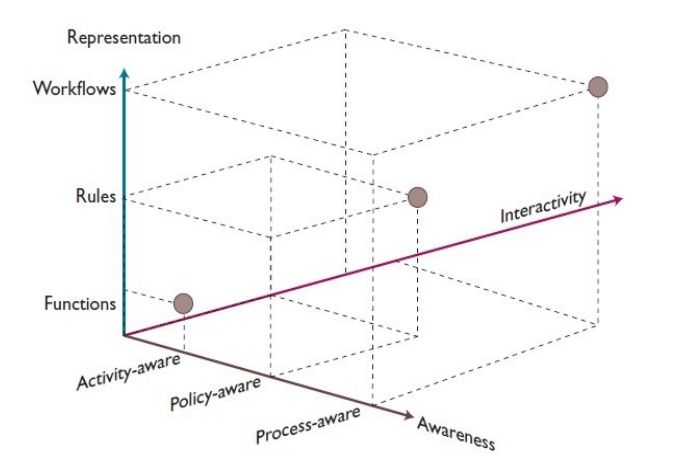 Representation
Workflows
Rules
Interactivity
Functions
Activity-aware
Policy-aware
Process-aware
Awareness